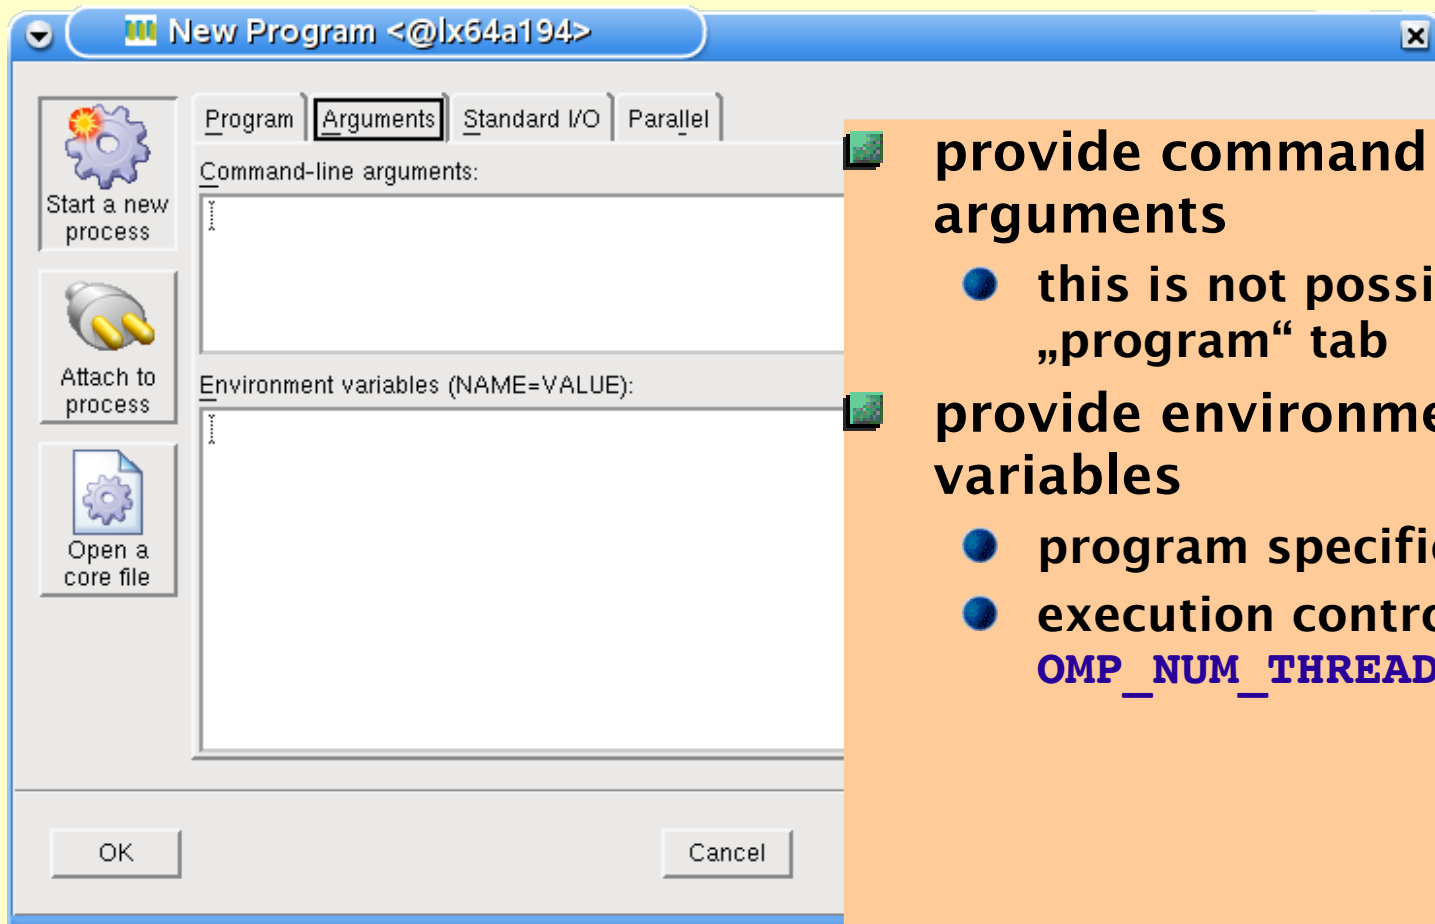 New Program <@lx64a194>
Program Arguments Standard I/O Parallel
Start a new
process
Attach to
process
Open a
core file
Command-line arguments:
Environment variables (NAME=VALUE):
OK Cancel
provide command
arguments
this is not possi
„program“ tab
provide environme
variables
program specific
execution contro
OMP_NUM_THREAD